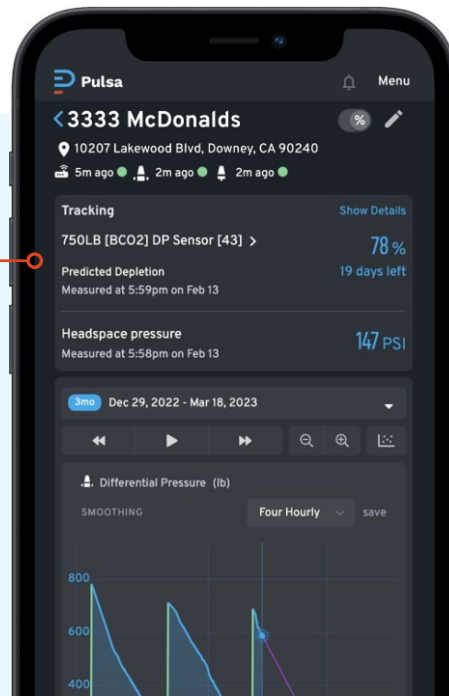 Pulsa
Menu
3333 McDonalds
%
10207 Lakewood Blvd, Downey, CA 90240
5m ago 2m ago 2m ago
Tracking Show Details
750LB [BCO2] DP Sensor [43] > 78 %
Predicted Depletion 19 days left
Measured at 5:59pm on Feb 13
Headspace pressure 147 PSI
Measured at 5:58pm on Feb 13
3mo Dec 29, 2022 - Mar 18, 2023
Differential Pressure (lb)
SMOOTHING Four Hourly save
800
600
400